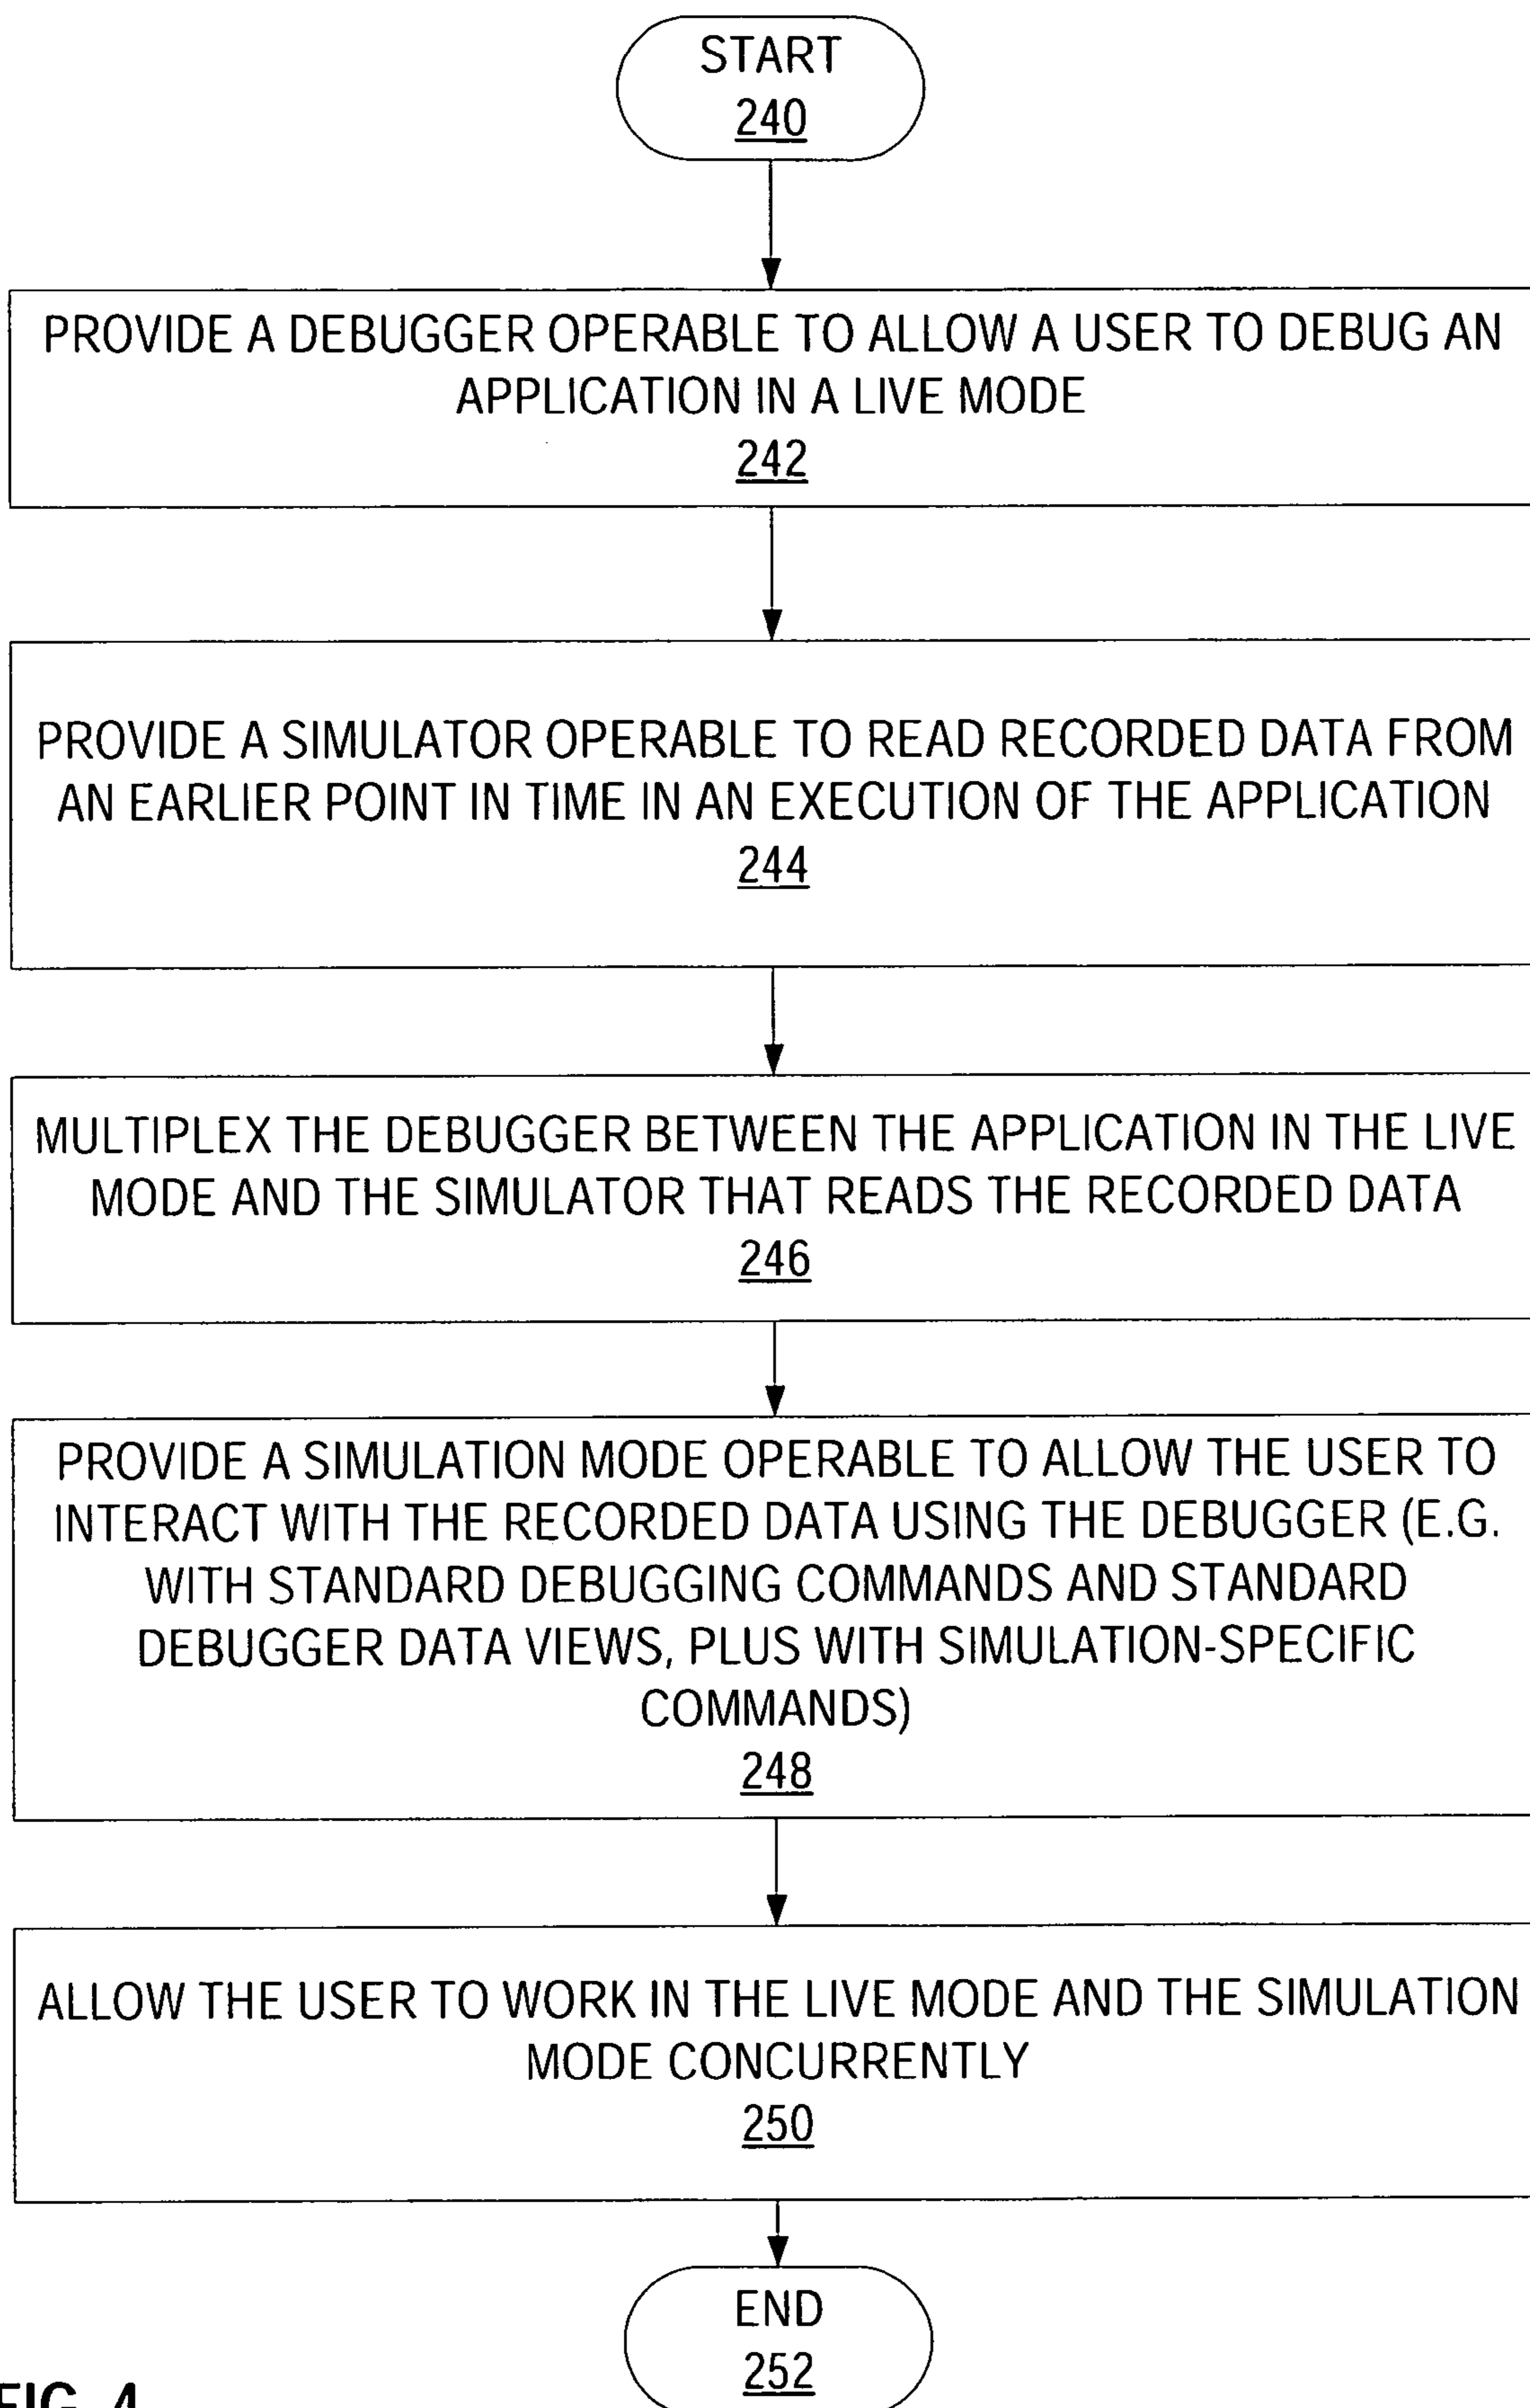 START
240
PROVIDE A DEBUGGER OPERABLE TO ALLOW A USER TO DEBUG AN
APPLICATION IN A LIVE MODE
242
PROVIDE A SIMULATOR OPERABLE TO READ RECORDED DATA FROM
AN EARLIER POINT IN TIME IN AN EXECUTION OF THE APPLICATION
244
MULTIPLEX THE DEBUGGER BETWEEN THE APPLICATION IN THE LIVE
MODE AND THE SIMULATOR THAT READS THE RECORDED DATA
246
PROVIDE A SIMULATION MODE OPERABLE TO ALLOW THE USER TO
INTERACT WITH THE RECORDED DATA USING THE DEBUGGER (E.G.
WITH STANDARD DEBUGGING COMMANDS AND STANDARD
DEBUGGER DATA VIEWS, PLUS WITH SIMULATION-SPECIFIC
COMMANDS)
248
ALLOW THE USER TO WORK IN THE LIVE MODE AND THE SIMULATION
MODE CONCURRENTLY
250
END
252
FIG. 4